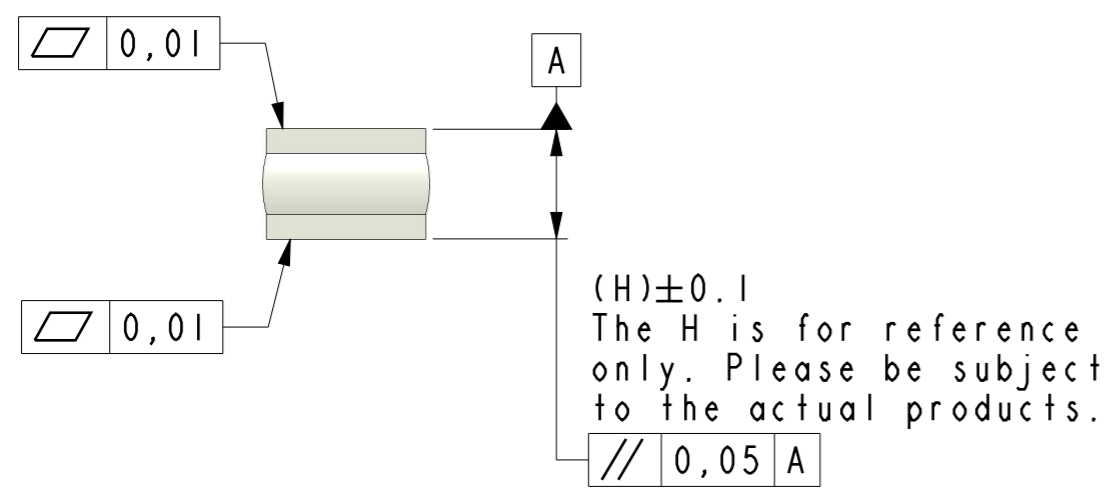 0,01
A
0,01
(H)±0.1
The H is for reference
only. Please be subject
to the actual products.
// 0,05 A